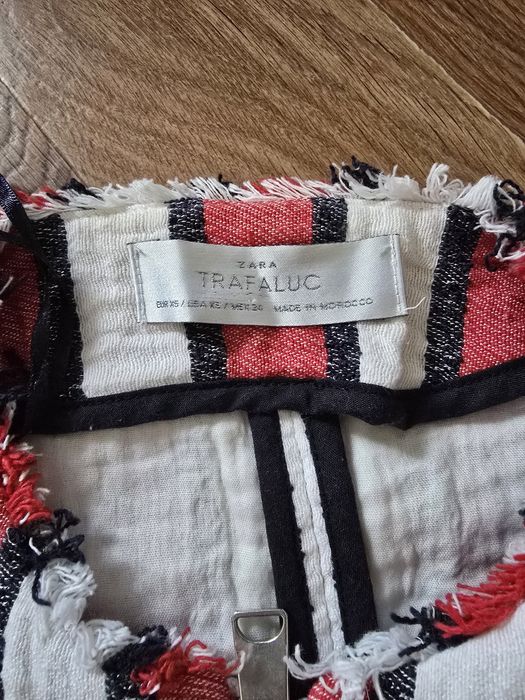 ZARA
TRAFALUC
EUR XS / USA XS / MEX 24 MADE IN MOROCCO